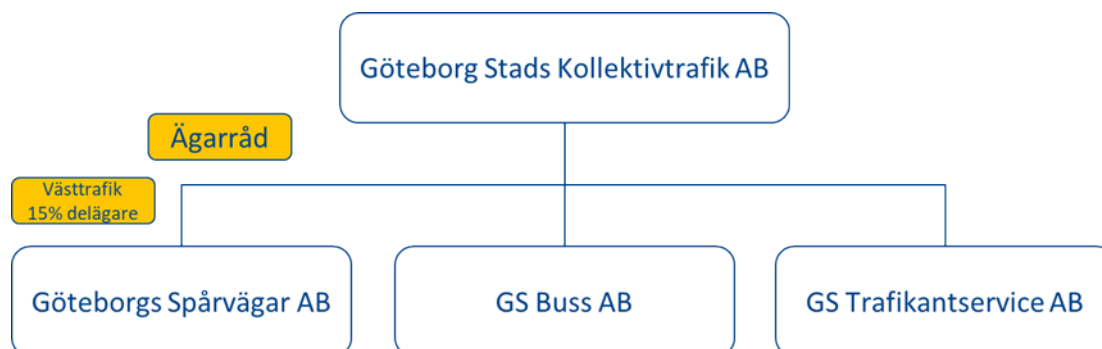 Göteborg Stads Kollektivtrafik AB
Ägarråd
Västtrafik
15% delägare
Göteborgs Spårvägar AB
GS Buss AB
GS Trafikantservice AB